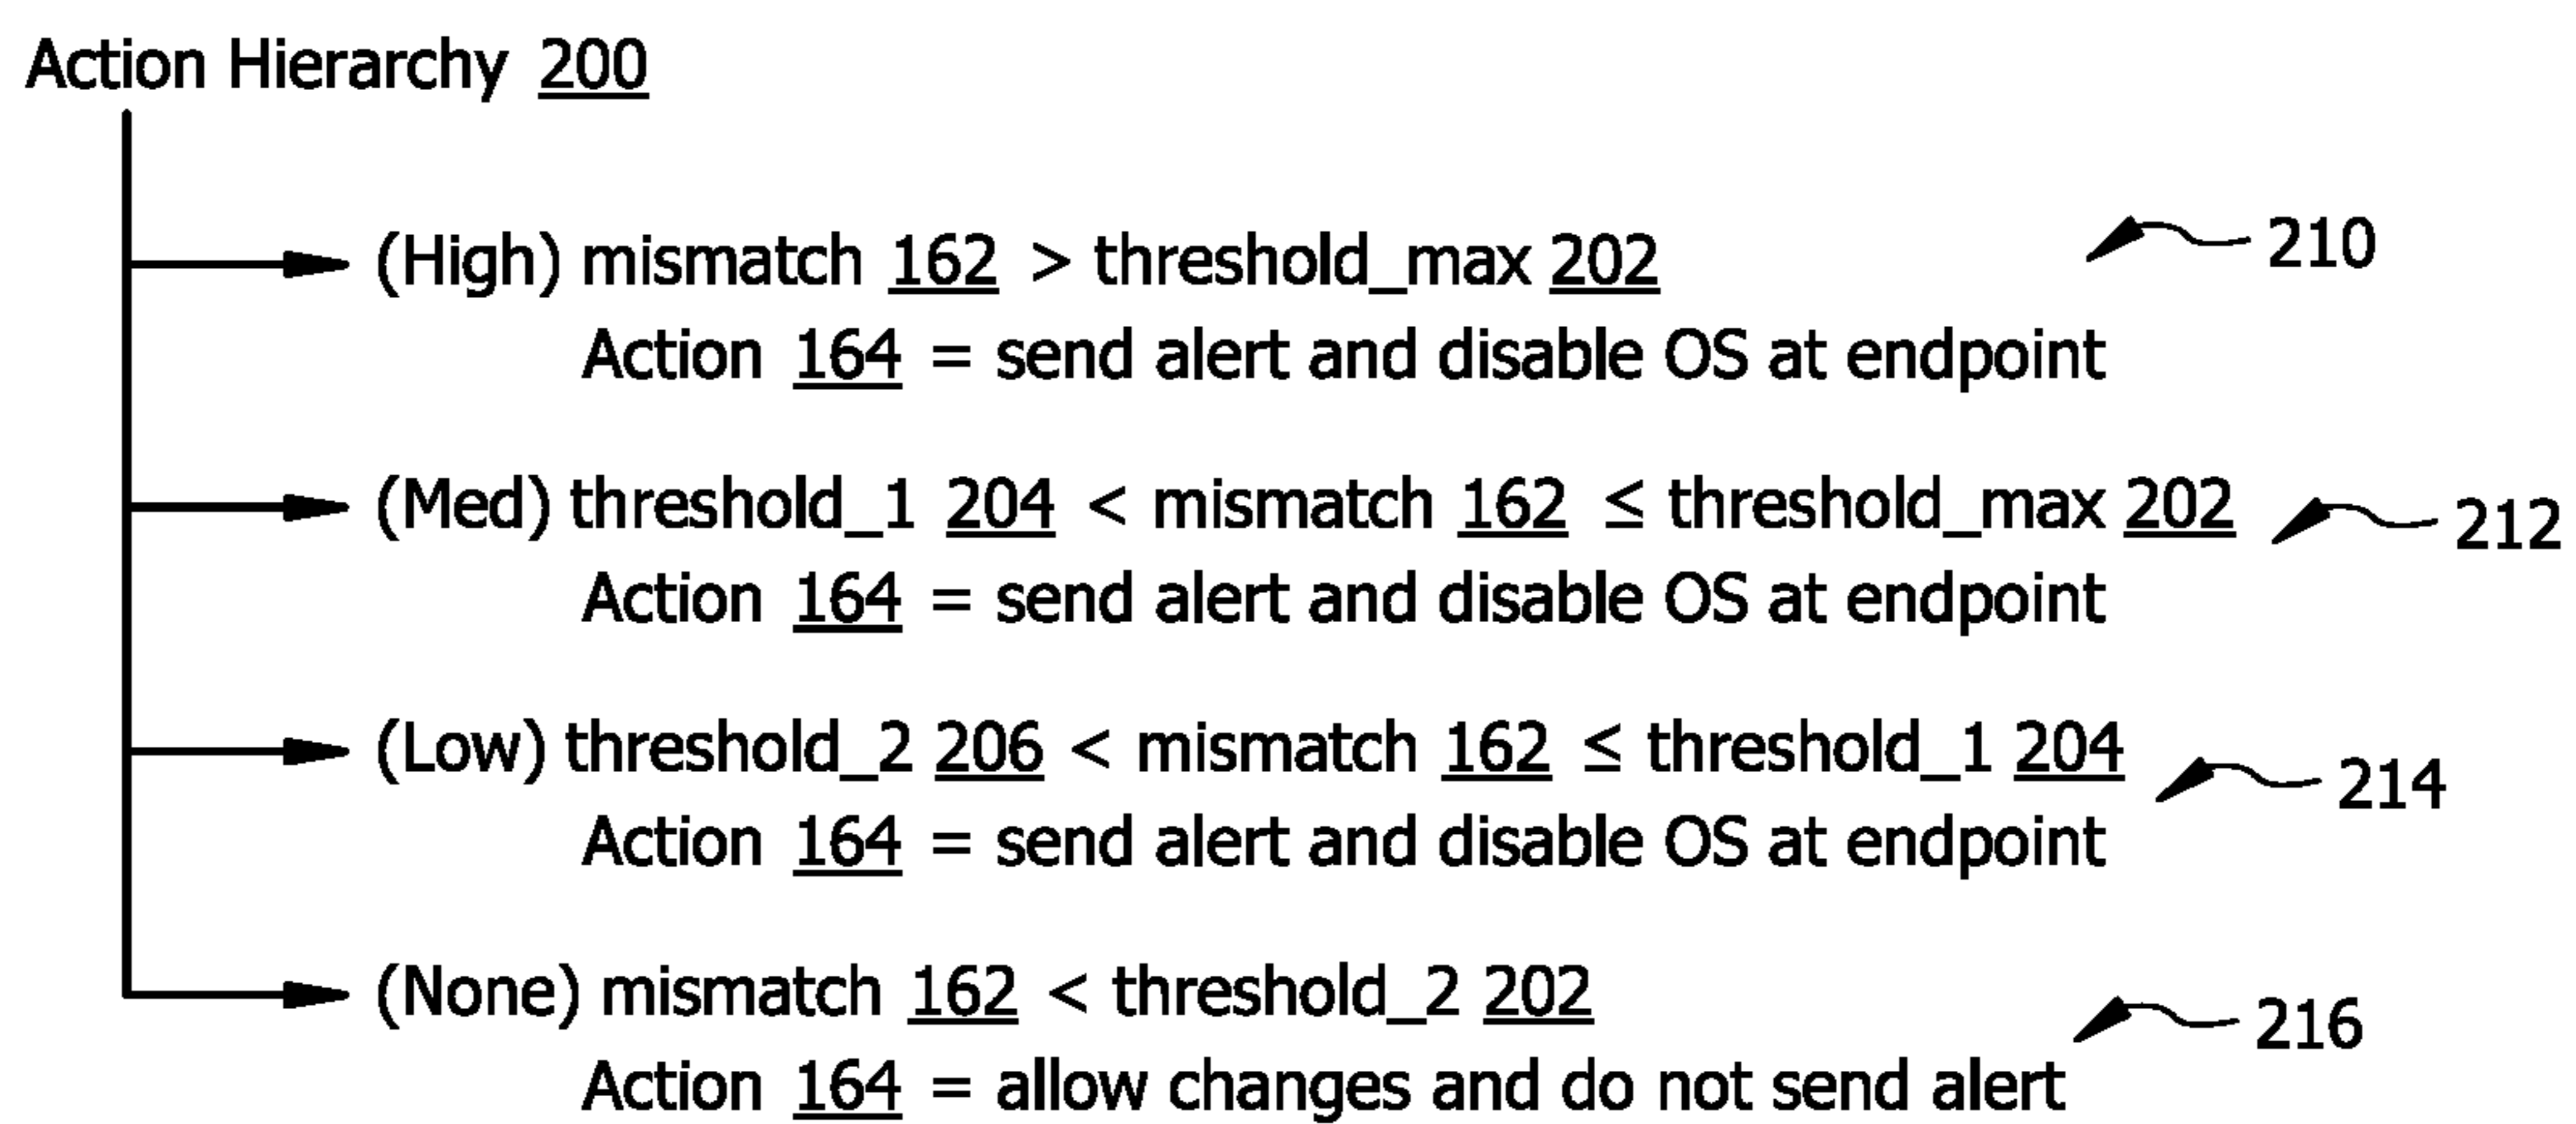 Action Hierarchy 200
(High) mismatch 162 > threshold_max 202
210
Action 164 = send alert and disable OS at endpoint
(Med) threshold_1 204 < mismatch 162 ≤ threshold_max 202
212
Action 164 = send alert and disable OS at endpoint
(Low) threshold_2 206 < mismatch 162 ≤ threshold_1 204
214
Action 164 = send alert and disable OS at endpoint
(None) mismatch 162 < threshold_2 202
216
Action 164 = allow changes and do not send alert